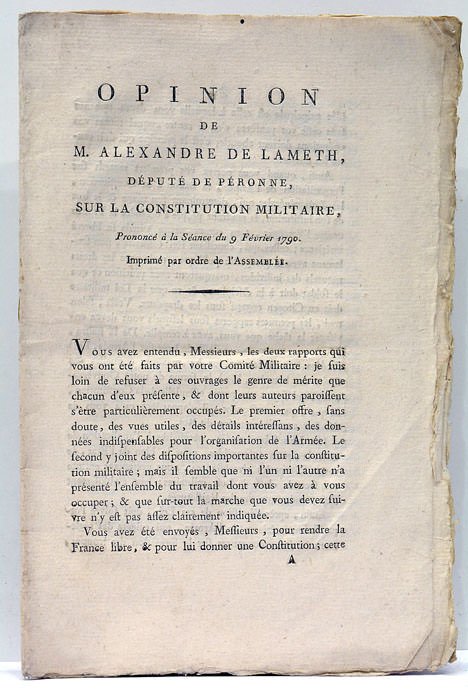 OPINION
DE
M. ALEXANDRE DE LAMETH,
DÉPUTÉ DE PÉRONNE,
SUR LA CONSTITUTION MILITAIRE,
Prononcé à la Séance du 9 Février 1790.
Imprimé par ordre de l'ASSEMBLÉE.
Vous avez entendu, Messieurs, les deux rapports qui
vous ont été faits par votre Comité Militaire : je suis
loin de refuser à ces ouvrages le genre de mérite que
chacun d'eux présente, & dont leurs auteurs paroissent
s'être particulièrement occupés. Le premier offre, sans
doute, des vues utiles, des détails intéressans, des don-
nées indispensables pour l'organisation de l'Armée. Le
second y joint des dispositions importantes sur la constitu-
tion militaire ; mais il semble que ni l'un ni l'autre n'a
présenté l'ensemble du travail dont vous avez à vous
occuper ; & que sur-tout la marche que vous devez sui-
vre n'y est pas assez clairement indiquée.
Vous avez été envoyés, Messieurs, pour rendre la
France libre, & pour lui donner une Constitution ; cette
A